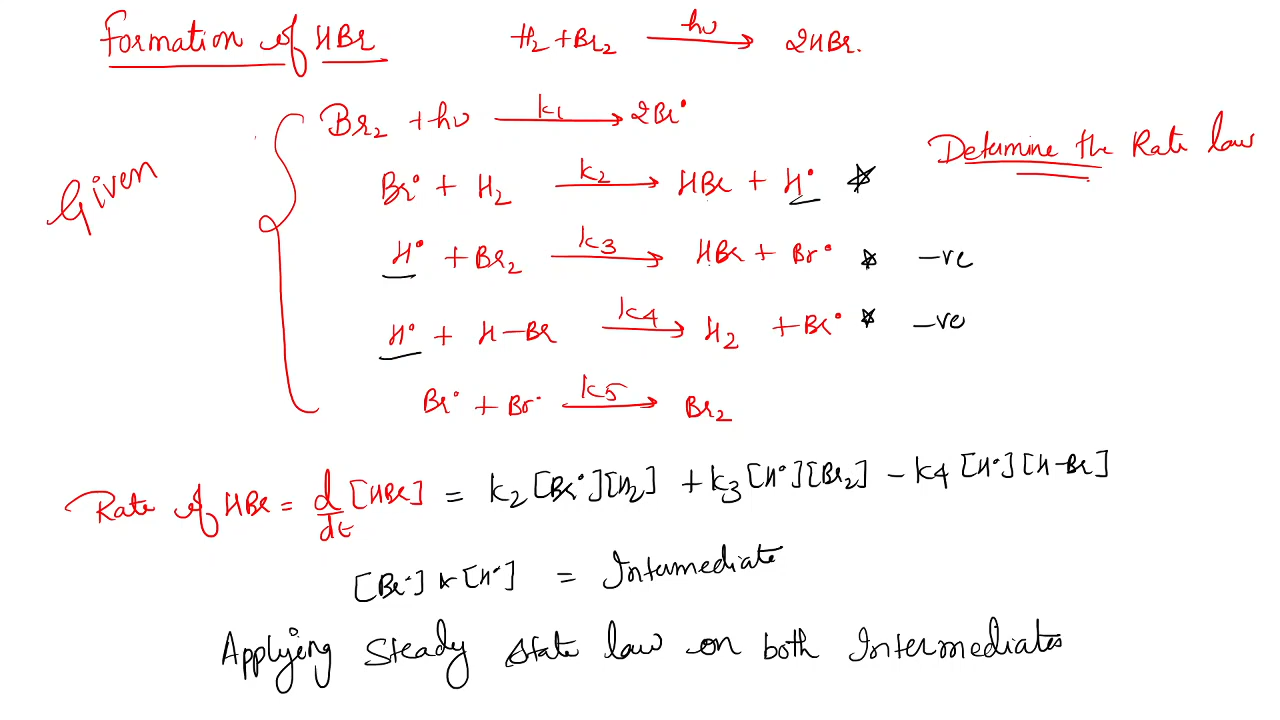 Formation of HBr H₂ + Br₂ —hν→ 2HBr.
Br₂ + hν —k₁→ 2Br•
Determine the Rate law
Given
Br• + H₂ —k₂→ HBr + H• ☆
H• + Br₂ —k₃→ HBr + Br• ☆ -ve
H• + H-Br —k₄→ H₂ + Br• ☆ -ve
Br• + Br• —k₅→ Br₂
Rate of HBr = d/dt [HBr] = k₂[Br•][H₂] + k₃[H•][Br₂] - k₄[H•][H-Br]
[Br•] & [H•] = Intermediate
Applying Steady State law on both Intermediates